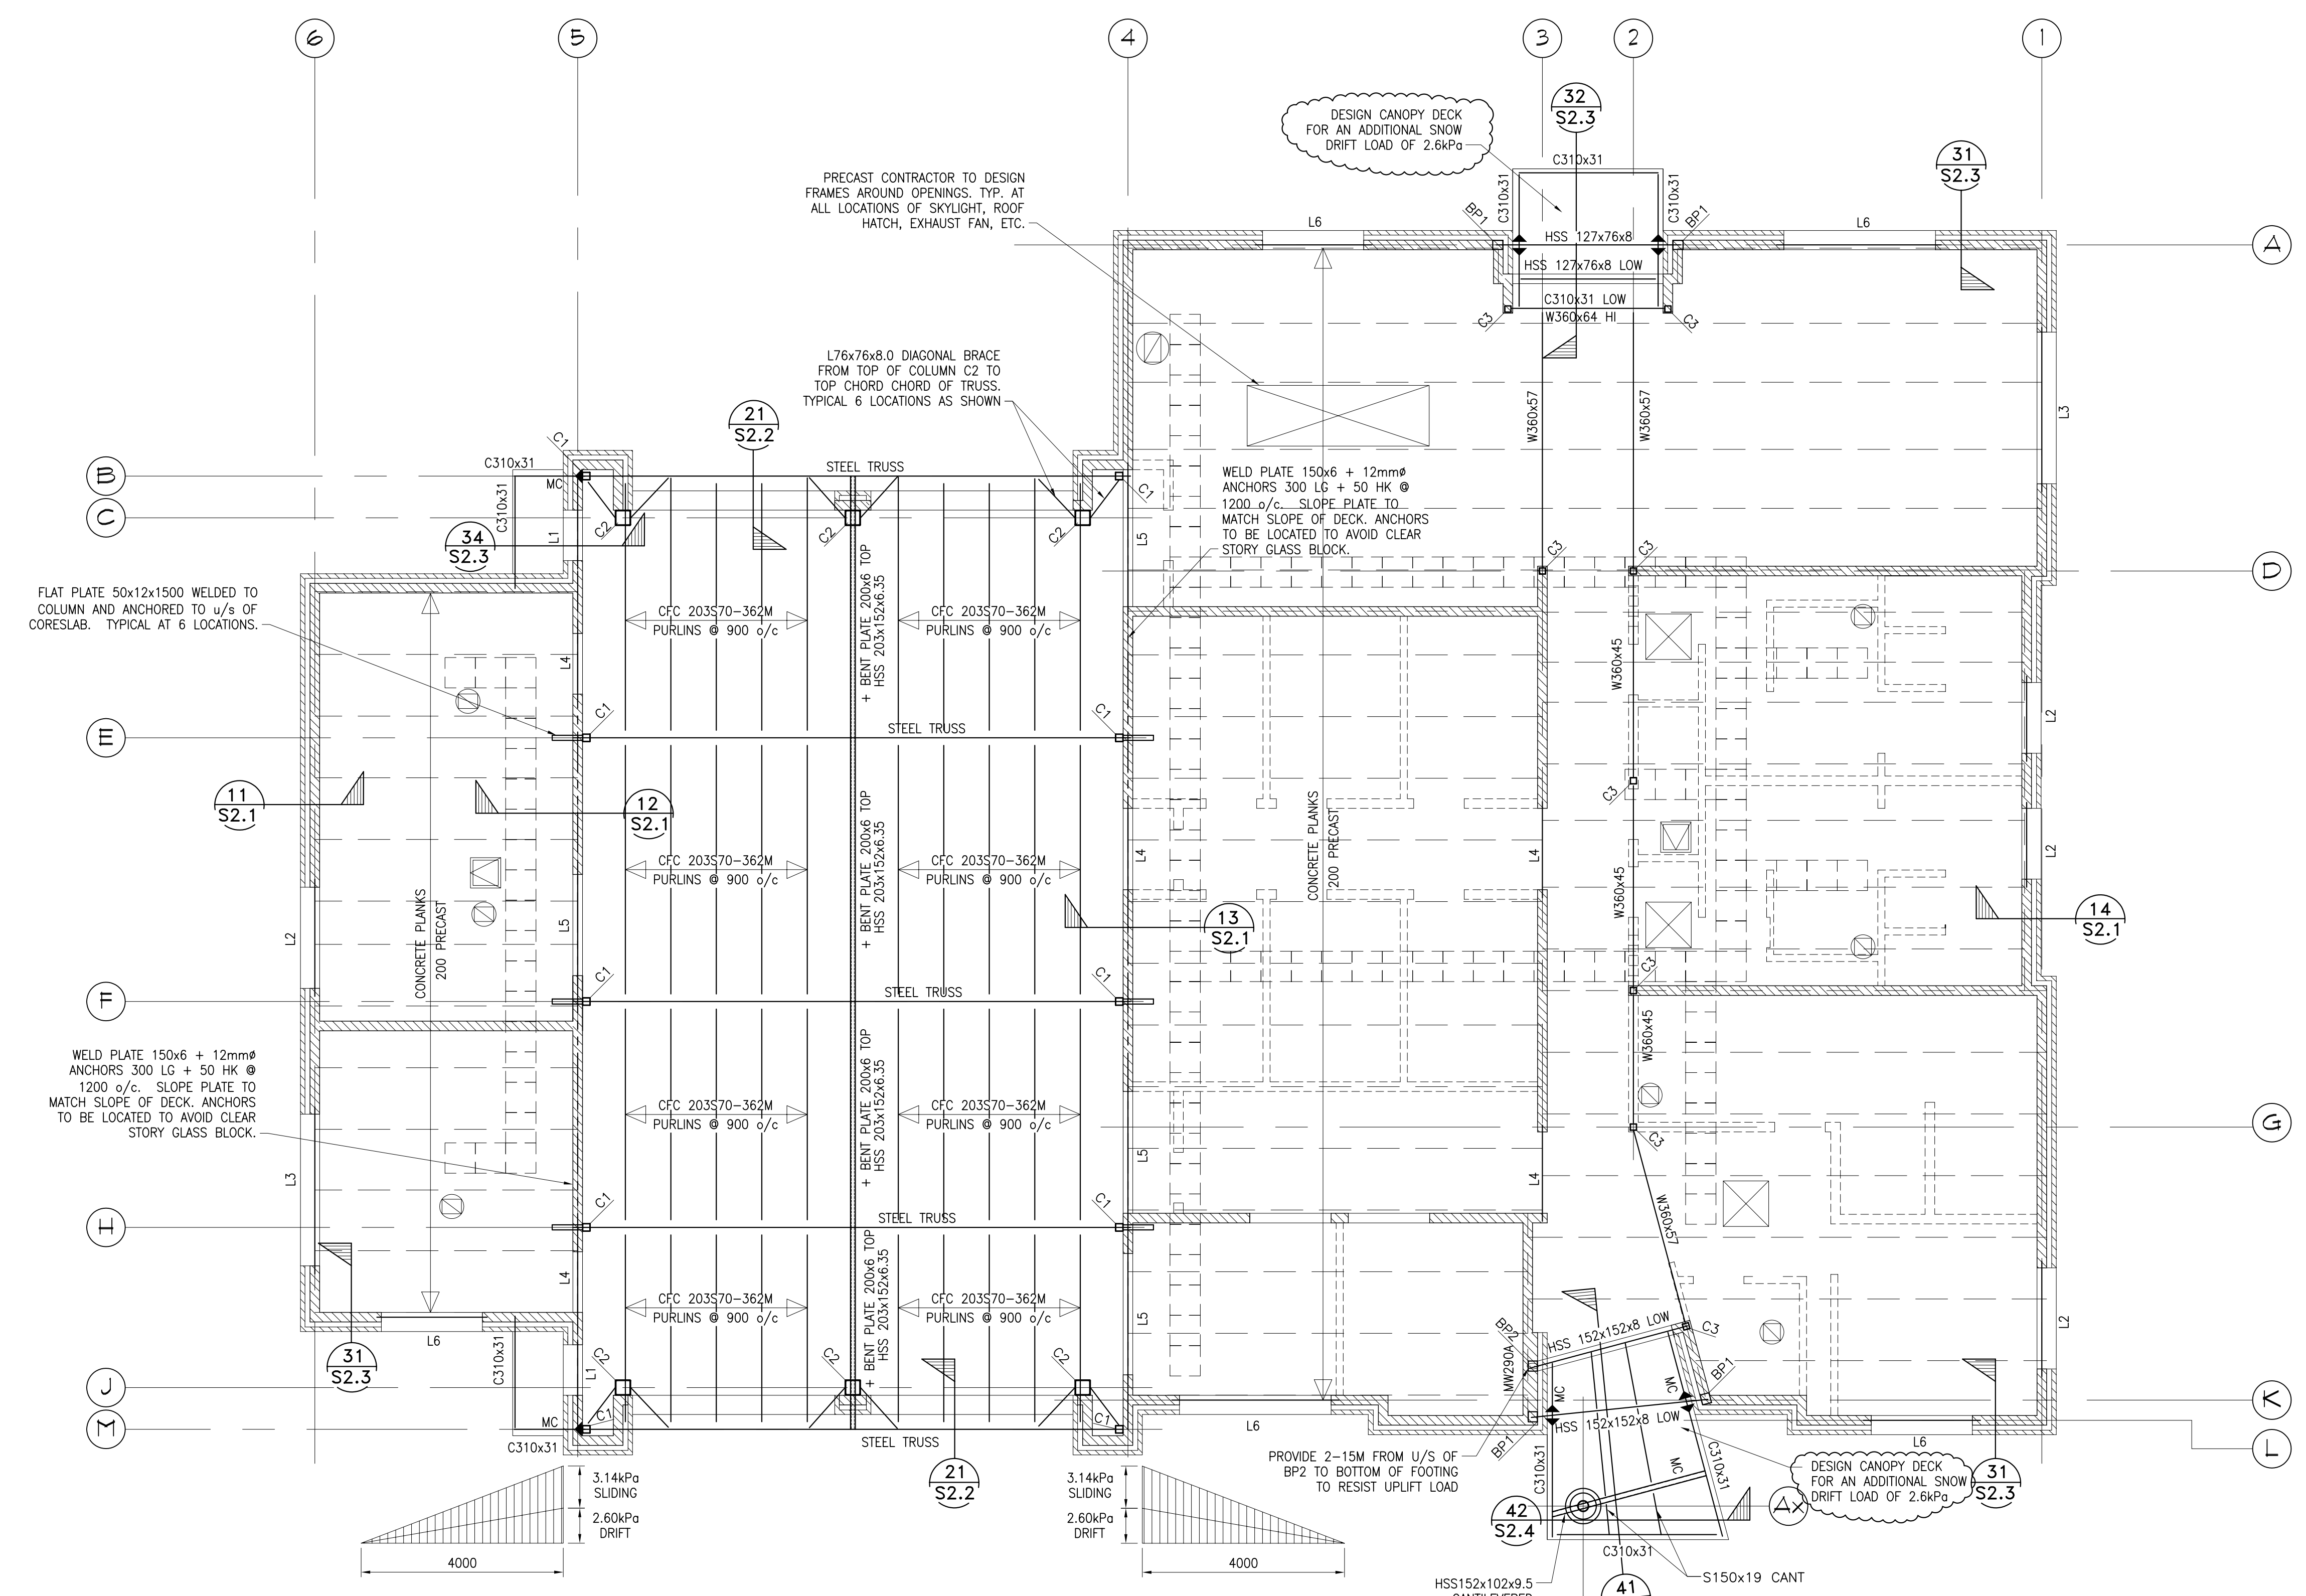 6
5
4
3
2
1
32
S2.3
DESIGN CANOPY DECK
FOR AN ADDITIONAL SNOW
DRIFT LOAD OF 2.6kPa
C310x31
31
S2.3
PRECAST CONTRACTOR TO DESIGN
FRAMES AROUND OPENINGS. TYP. AT
ALL LOCATIONS OF SKYLIGHT, ROOF
HATCH, EXHAUST FAN, ETC.
C310x31
C310x31
BP1
BP1
L6
L6
HSS 127x76x8
A
HSS 127x76x8 LOW
C310x31 LOW
W360x64 HI
C3
C3
L76x76x8.0 DIAGONAL BRACE
FROM TOP OF COLUMN C2 TO
TOP CHORD CHORD OF TRUSS.
TYPICAL 6 LOCATIONS AS SHOWN
W360x57
W360x57
L3
21
S2.2
C1
B
C310x31
MC
STEEL TRUSS
C1
WELD PLATE 150x6 + 12mmø
ANCHORS 300 LG + 50 HK @
1200 o/c. SLOPE PLATE TO
MATCH SLOPE OF DECK. ANCHORS
TO BE LOCATED TO AVOID CLEAR
STORY GLASS BLOCK.
C
C310x31
C2
C2
C2
34
S2.3
L1
L5
C3
C3
D
FLAT PLATE 50x12x1500 WELDED TO
COLUMN AND ANCHORED TO u/s OF
CORESLAB. TYPICAL AT 6 LOCATIONS.
CFC 203S70-362M
PURLINS @ 900 o/c
+ BENT PLATE 200x6 TOP
HSS 203x152x6.35
CFC 203S70-362M
PURLINS @ 900 o/c
L4
W360x45
L2
E
C1
STEEL TRUSS
C1
11
S2.1
12
S2.1
C3
CFC 203S70-362M
PURLINS @ 900 o/c
+ BENT PLATE 200x6 TOP
HSS 203x152x6.35
CFC 203S70-362M
PURLINS @ 900 o/c
L4
CONCRETE PLANKS
200 PRECAST
L4
W360x45
L2
L2
CONCRETE PLANKS
200 PRECAST
L5
13
S2.1
14
S2.1
F
C1
STEEL TRUSS
C1
C3
W360x45
WELD PLATE 150x6 + 12mmø
ANCHORS 300 LG + 50 HK @
1200 o/c. SLOPE PLATE TO
MATCH SLOPE OF DECK. ANCHORS
TO BE LOCATED TO AVOID CLEAR
STORY GLASS BLOCK.
CFC 203S70-362M
PURLINS @ 900 o/c
+ BENT PLATE 200x6 TOP
HSS 203x152x6.35
CFC 203S70-362M
PURLINS @ 900 o/c
G
C3
L3
L5
L4
H
C1
STEEL TRUSS
C1
W360x57
L4
CFC 203S70-362M
PURLINS @ 900 o/c
+ BENT PLATE 200x6 TOP
HSS 203x152x6.35
CFC 203S70-362M
PURLINS @ 900 o/c
L5
L2
L6
31
S2.3
C310x31
L1
BP2
HSS 152x152x8 LOW
C3
J
C2
C2
C2
MW290A
MC
MC
BP1
K
M
MC
C1
C1
STEEL TRUSS
L6
HSS 152x152x8 LOW
BP1
L6
L
C310x31
21
S2.2
PROVIDE 2-15M FROM U/S OF
BP2 TO BOTTOM OF FOOTING
TO RESIST UPLIFT LOAD
C310x31
MC
C310x31
DESIGN CANOPY DECK
FOR AN ADDITIONAL SNOW
DRIFT LOAD OF 2.6kPa
31
S2.3
3.14kPa
SLIDING
2.60kPa
DRIFT
4000
3.14kPa
SLIDING
2.60kPa
DRIFT
4000
42
S2.4
Ax
C310x31
HSS152x102x9.5
CANTILEVERED
41
S150x19 CANT